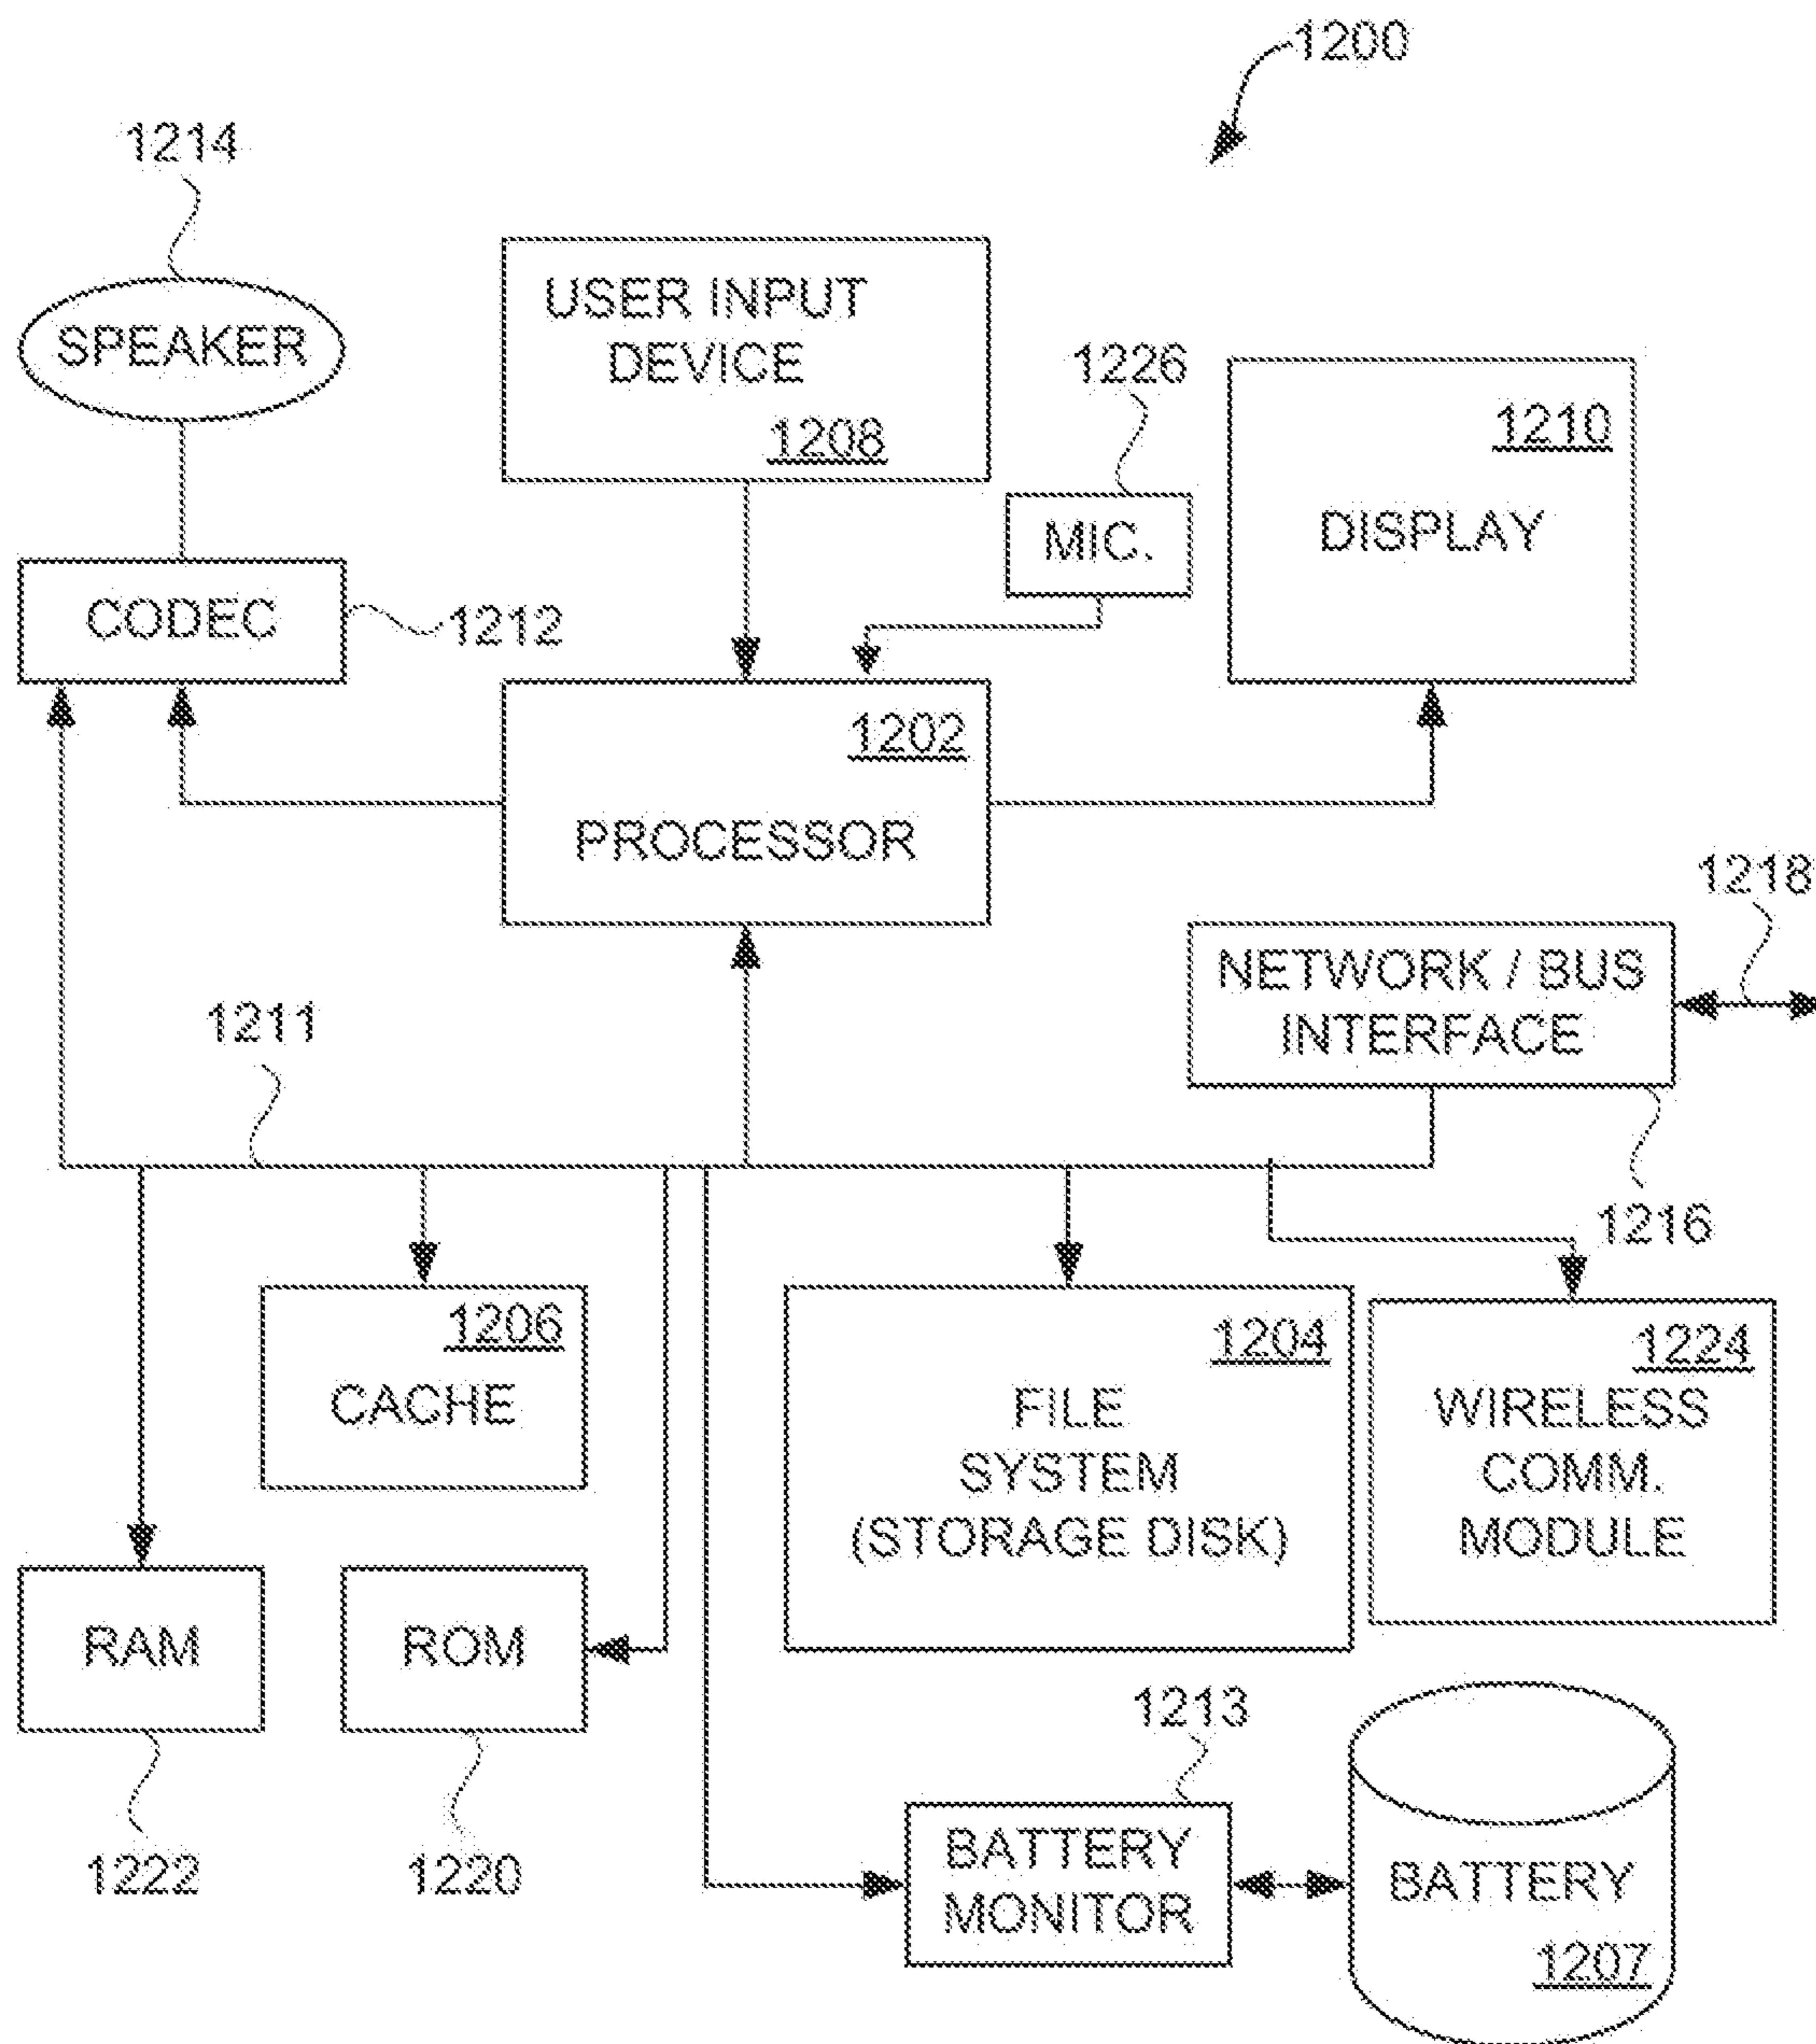 1200
1214
SPEAKER
USER INPUT
DEVICE
1208
1226
MIC.
1210
DISPLAY
CODEC
1212
1202
PROCESSOR
1218
NETWORK / BUS
INTERFACE
1211
1216
1206
CACHE
1204
FILE
SYSTEM
(STORAGE DISK)
1224
WIRELESS
COMM.
MODULE
RAM
ROM
1222
1220
1213
BATTERY
MONITOR
BATTERY
1207